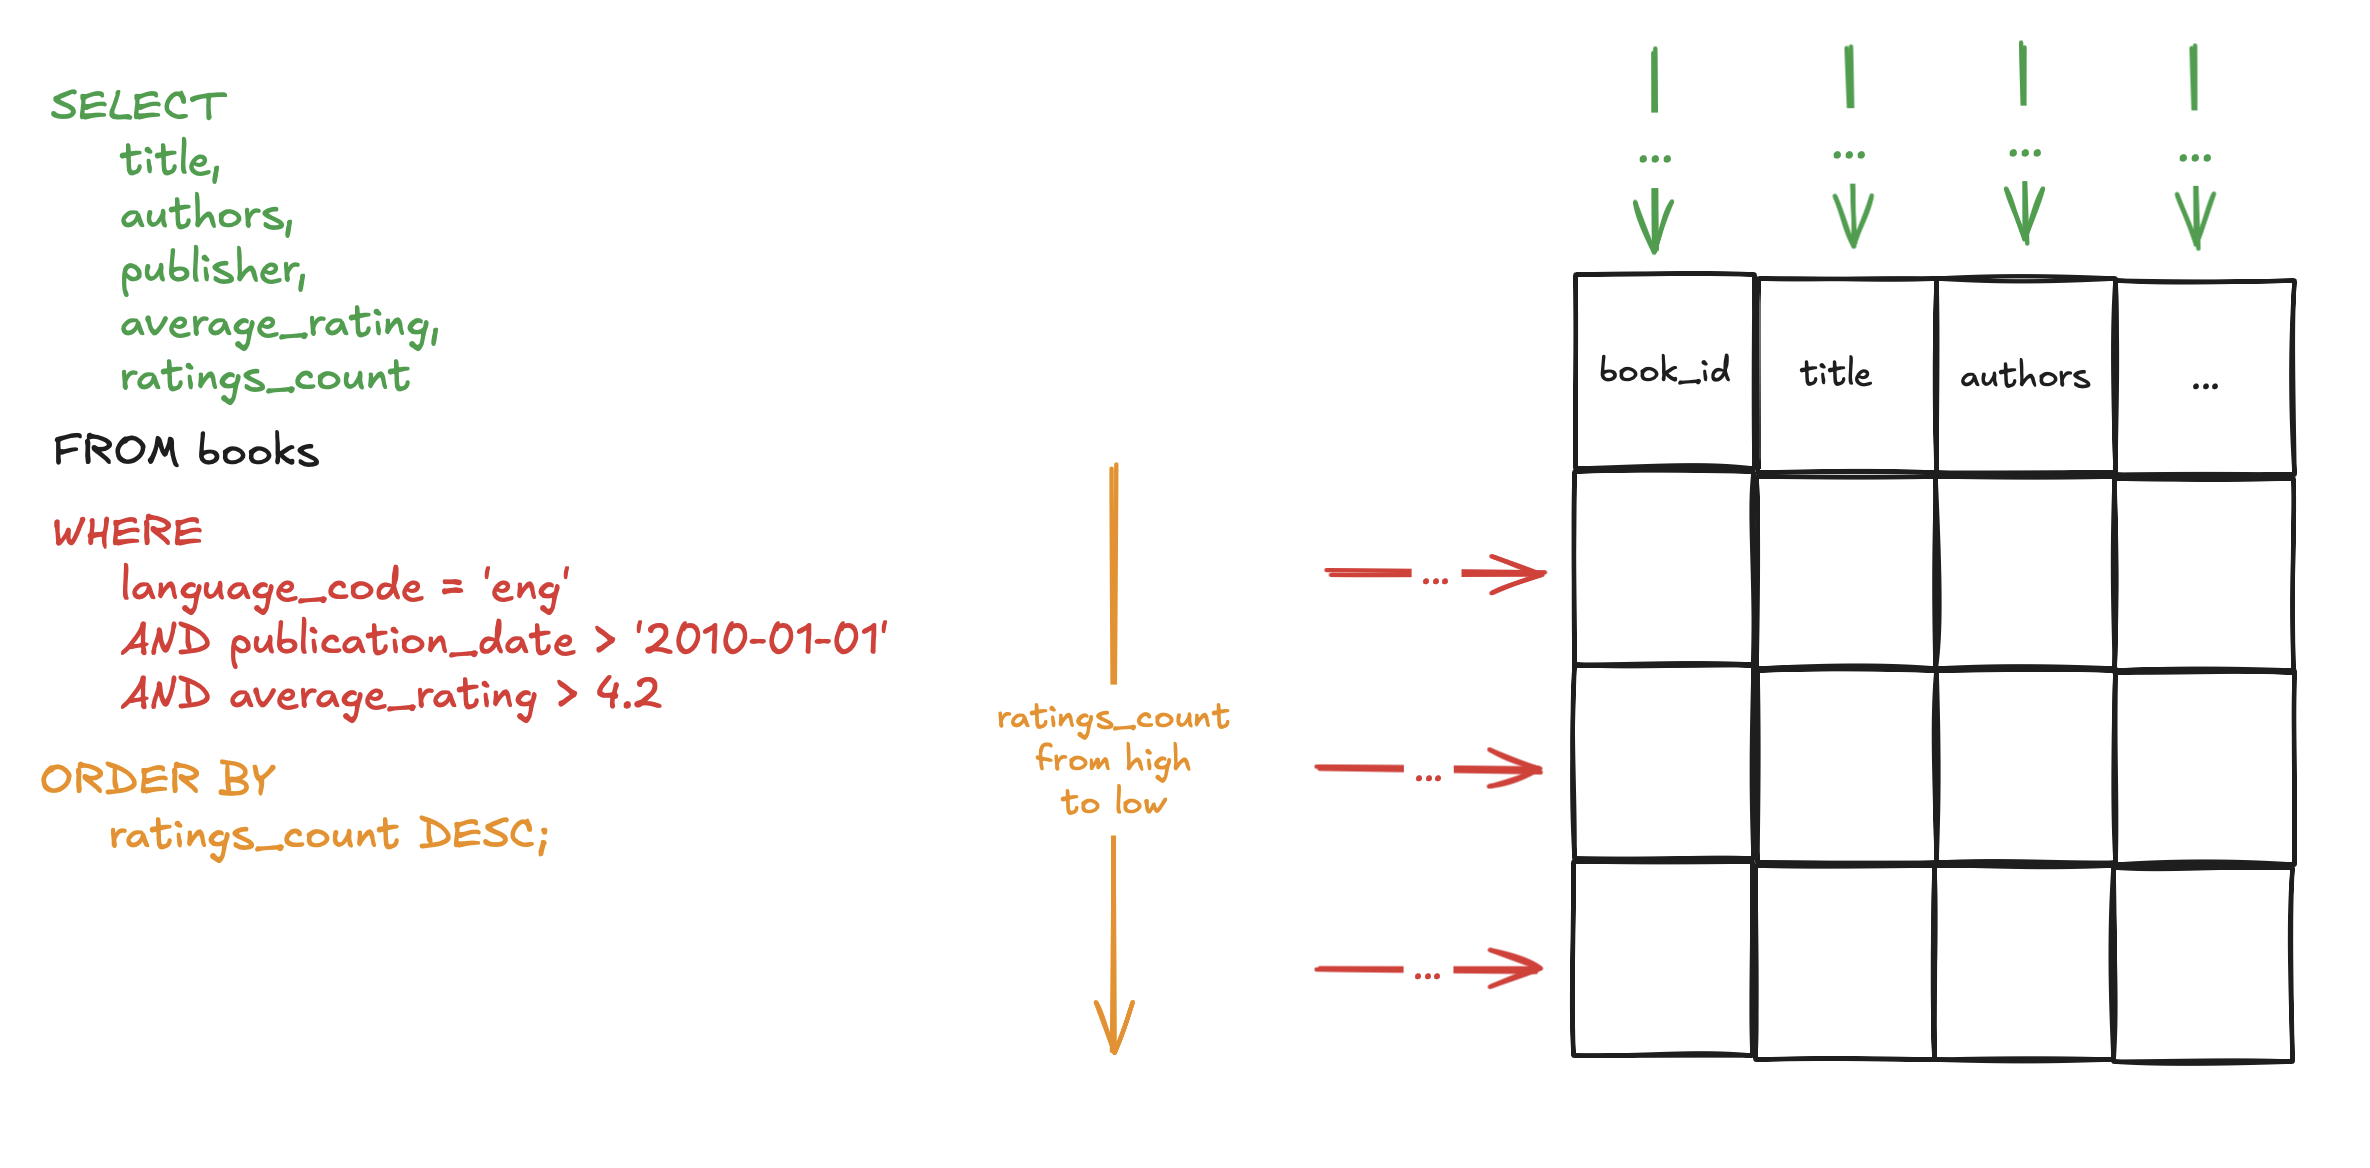 SELECT
title,
authors,
publisher,
average_rating,
ratings_count
FROM books
WHERE
language_code = 'eng'
AND publication_date > '2010-01-01'
AND average_rating > 4.2
ORDER BY
ratings_count DESC;
ratings_count
from high
to low
...
...
...
...
book_id
title
authors
...
...
...
...